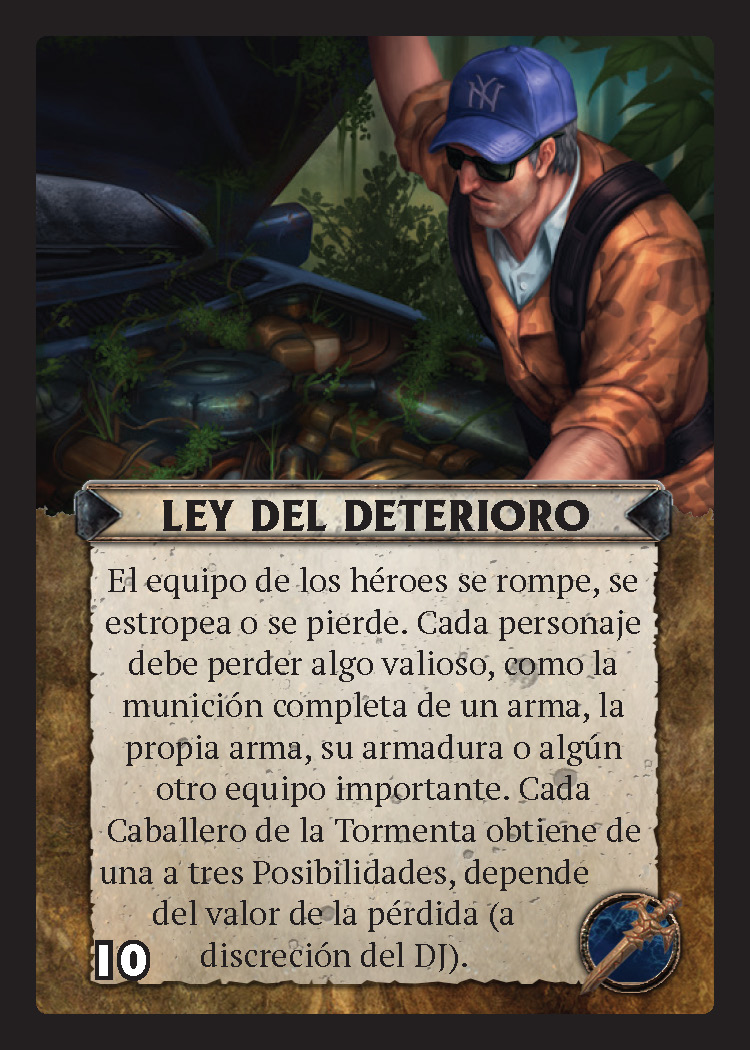 NY
LEY DEL DETERIORO
El equipo de los héroes se rompe, se
estropea o se pierde. Cada personaje
debe perder algo valioso, como la
munición completa de un arma, la
propia arma, su armadura o algún
otro equipo importante. Cada
Caballero de la Tormenta obtiene de
una a tres Posibilidades, depende
del valor de la pérdida (a
discreción del DJ).
10